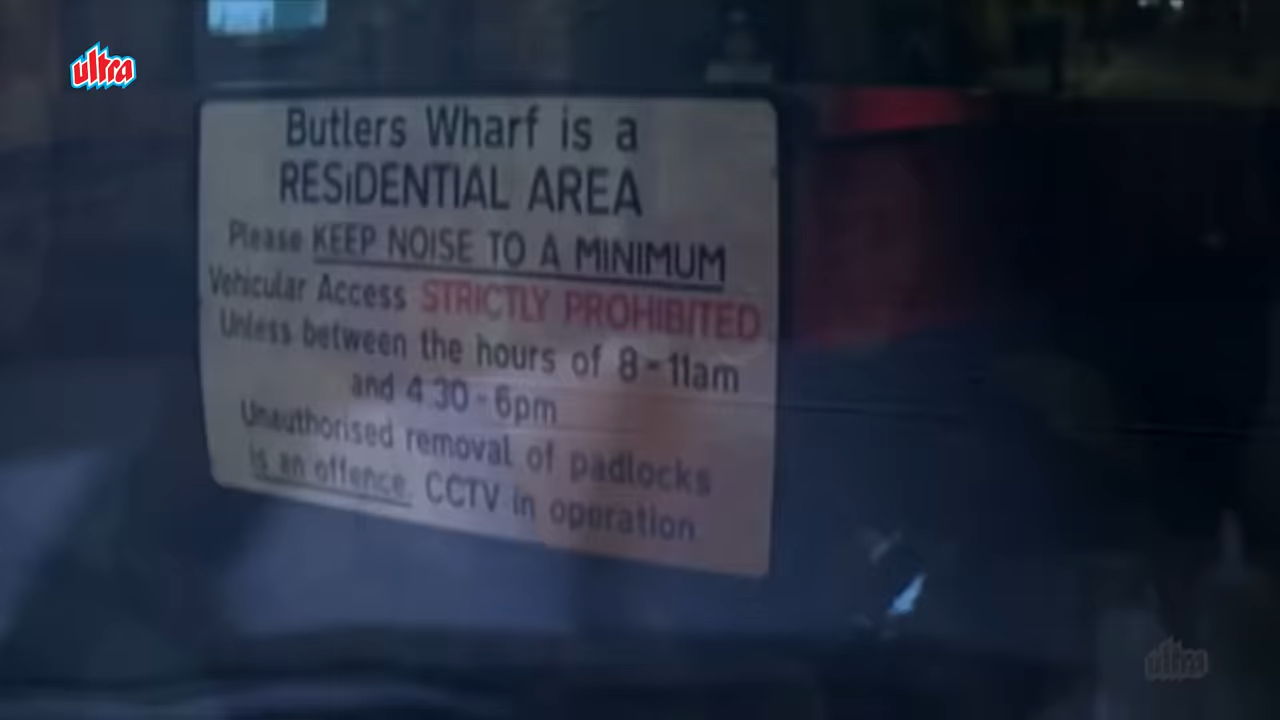 ultra
Butlers Wharf is a
RESiDENTIAL AREA
Please KEEP NOISE TO A MINIMUM
Vehicular Access STRICTLY PROHIBITED
Unless between the hours of 8-11am
and 4 30-6pm
Unauthorised removal of padlocks
is an offence. CCTV in operation
ultra